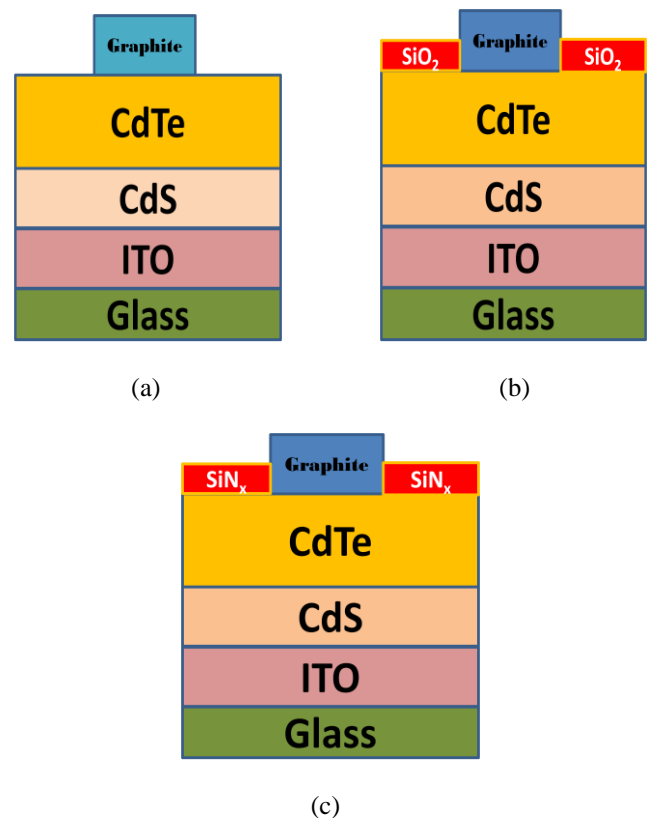 Graphite
CdTe
CdS
ITO
Glass
(a)
SiO₂ Graphite SiO₂
CdTe
CdS
ITO
Glass
(b)
SiNₓ Graphite SiNₓ
CdTe
CdS
ITO
Glass
(c)